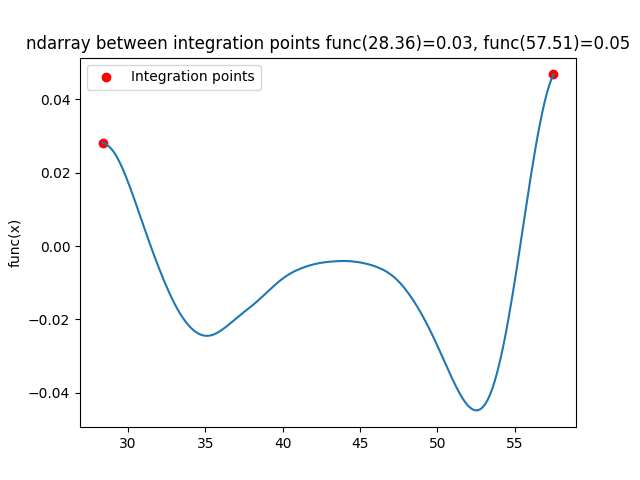 ndarray between integration points func(28.36)=0.03, func(57.51)=0.05
Integration points
func(x)
0.04
0.02
0.00
−0.02
−0.04
30 35 40 45 50 55